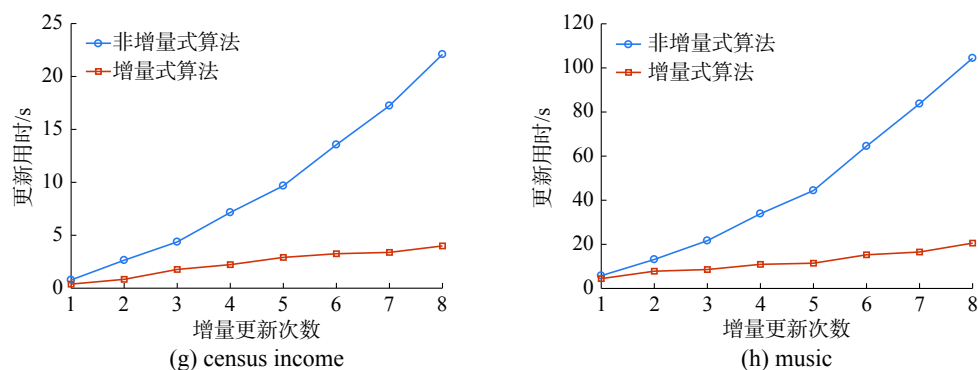 25
20
15
10
5
0
更新用时/s
非增量式算法
增量式算法
1 2 3 4 5 6 7 8
增量更新次数
(g) census income
120
100
80
60
40
20
0
更新用时/s
非增量式算法
增量式算法
1 2 3 4 5 6 7 8
增量更新次数
(h) music